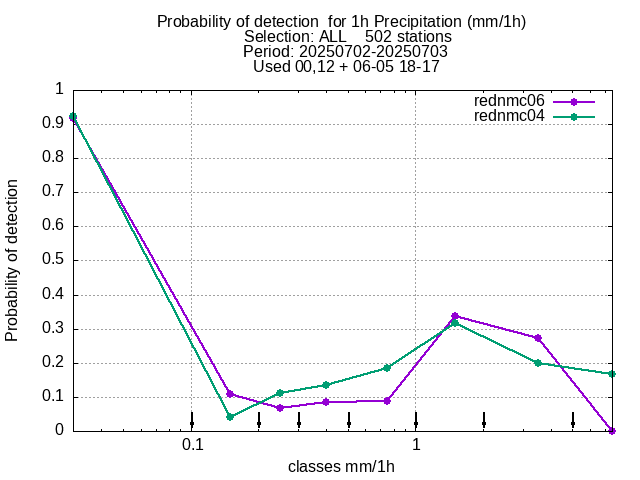 Probability of detection  for 1h Precipitation (mm/1h)
Selection: ALL    502 stations
Period: 20250702-20250703
Used 00,12 + 06-05 18-17
rednmc06
rednmc04
1
0.9
0.8
0.7
0.6
0.5
0.4
0.3
0.2
0.1
0
Probability of detection
0.1 1
classes mm/1h